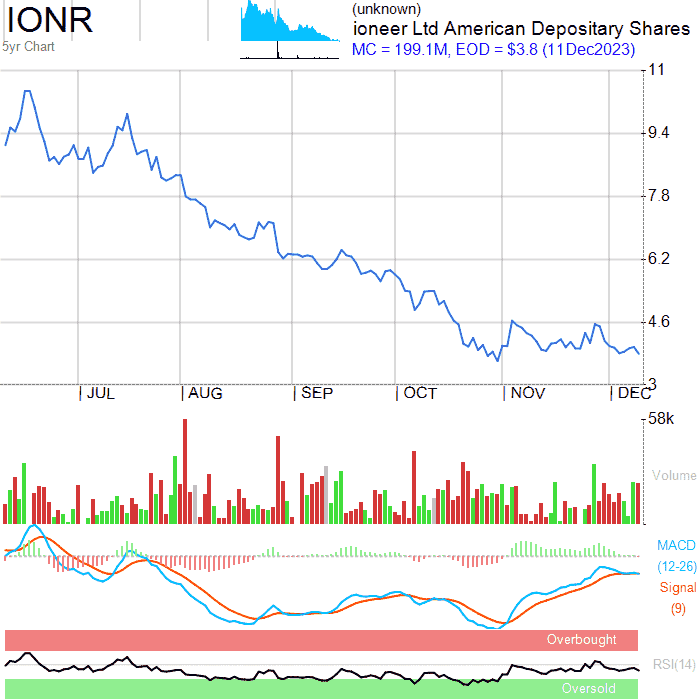 IONR
5yr Chart
(unknown)
ioneer Ltd American Depositary Shares
MC = 199.1M, EOD = $3.8 (11Dec2023)
11
9.4
7.8
6.2
4.6
3
JUL AUG SEP OCT NOV DEC
58k
Volume
MACD
(12-26)
Signal
(9)
Overbought
RSI(14)
Oversold